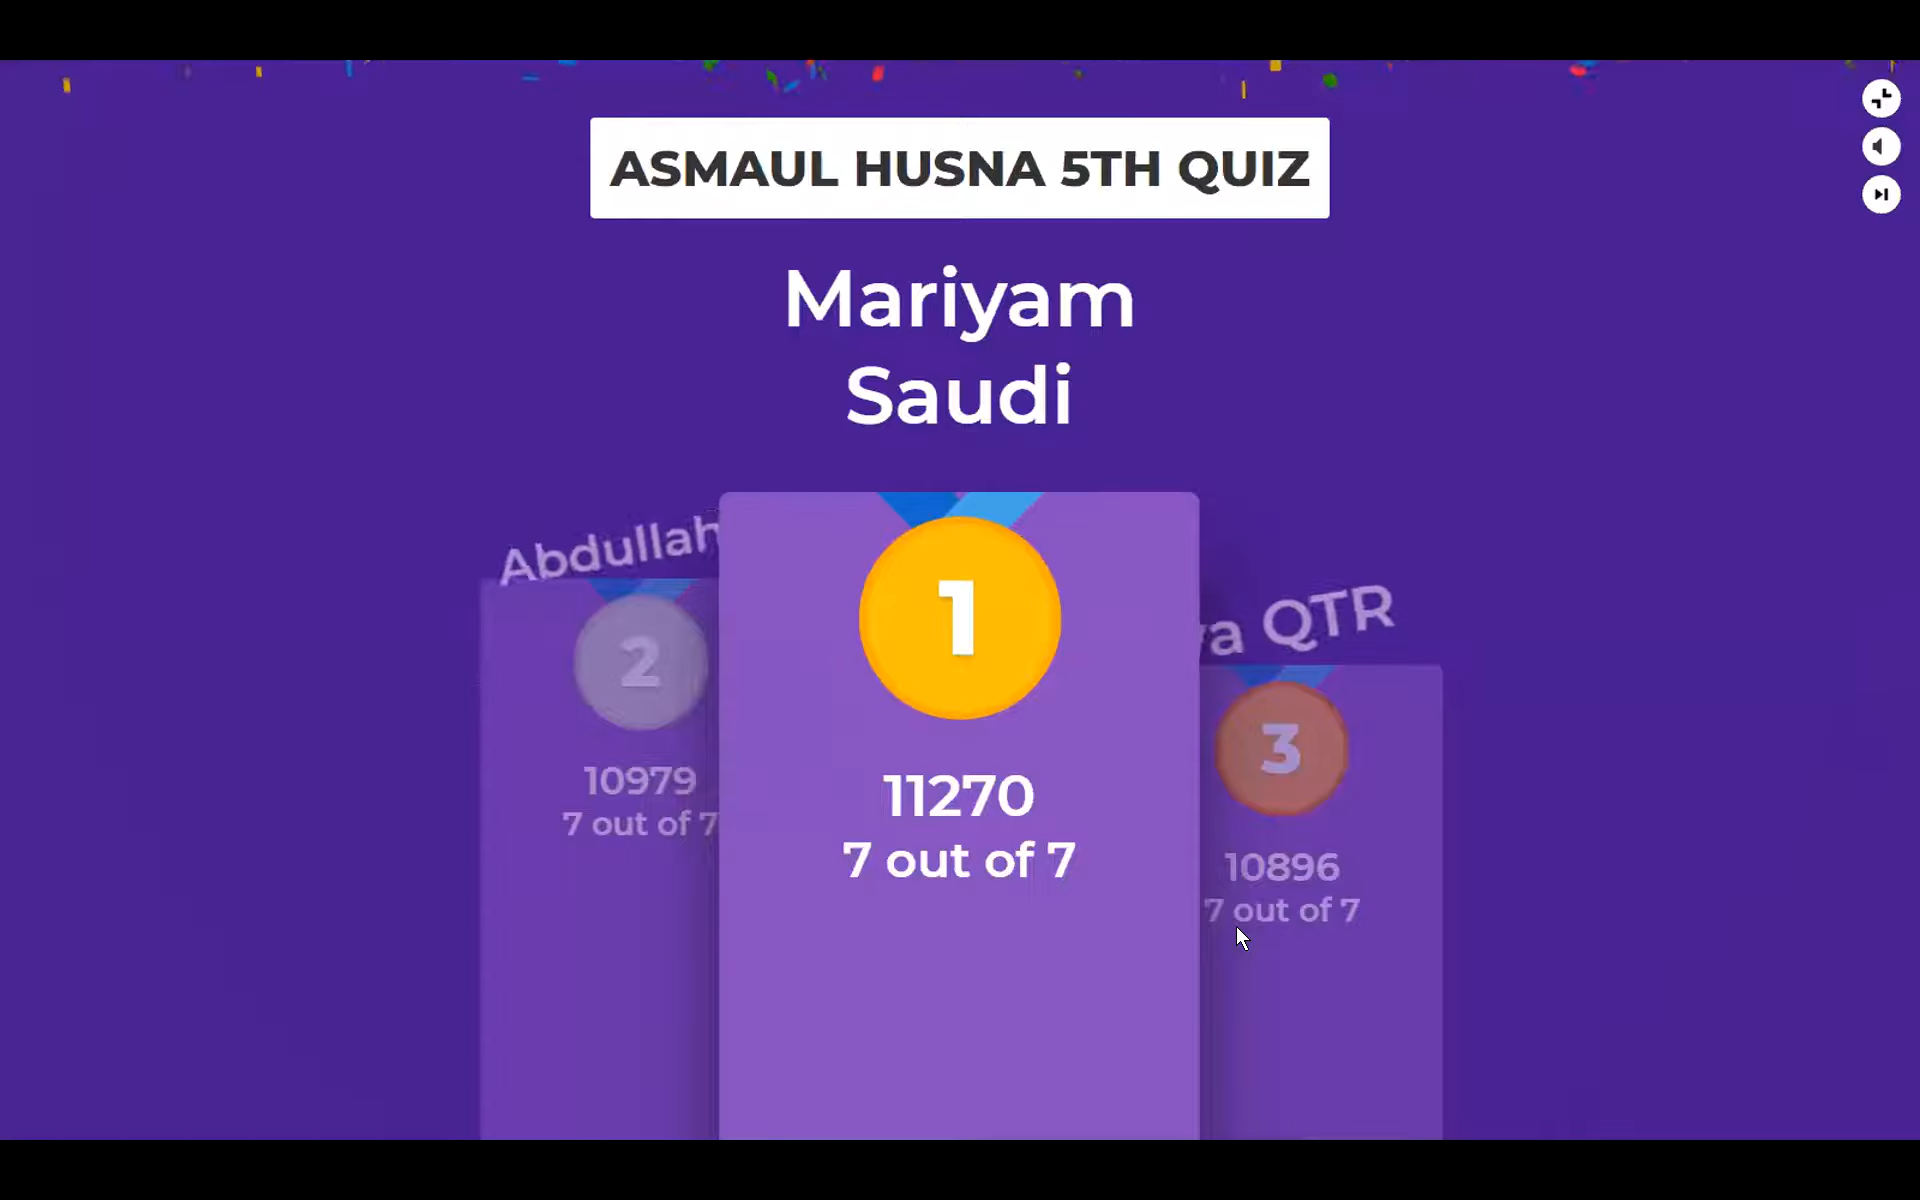 ASMAUL HUSNA 5TH QUIZ
Mariyam
Saudi
Abdullah
QTR
1
2
3
11270
7 out of 7
10979
7 out of 7
10896
7 out of 7